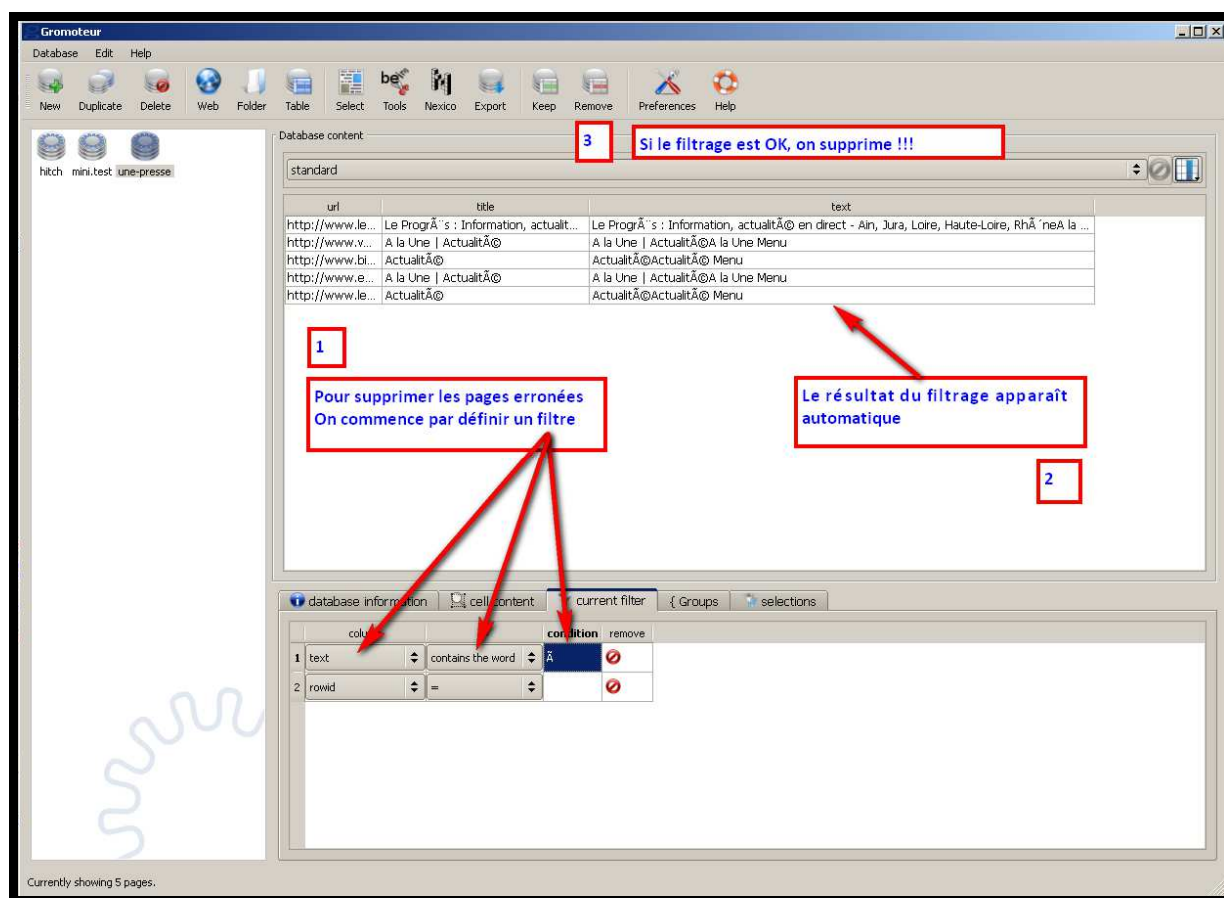 Gromoteur
Database Edit Help
New Duplicate Delete Web Folder Table Select Tools Nexico Export Keep Remove Preferences Help
hitch mini.test une-presse
Database content
3
Si le filtrage est OK, on supprime !!!
standard
url title text
http://www.le... Le ProgrÃ¨s : Information, actualit... Le ProgrÃ¨s : Information, actualitÃ© en direct - Ain, Jura, Loire, Haute-Loire, RhÃ´neA la ...
http://www.v... A la Une | ActualitÃ© A la Une | ActualitÃ©A la Une Menu
http://www.bi... ActualitÃ© ActualitÃ©ActualitÃ© Menu
http://www.e... A la Une | ActualitÃ© A la Une | ActualitÃ©A la Une Menu
http://www.le... ActualitÃ© ActualitÃ©ActualitÃ© Menu
1
Pour supprimer les pages erronées
On commence par définir un filtre
Le résultat du filtrage apparaît
automatique
2
database information cell content current filter { Groups selections
condition remove
1 text contains the word Ã
2 rowid =
Currently showing 5 pages.